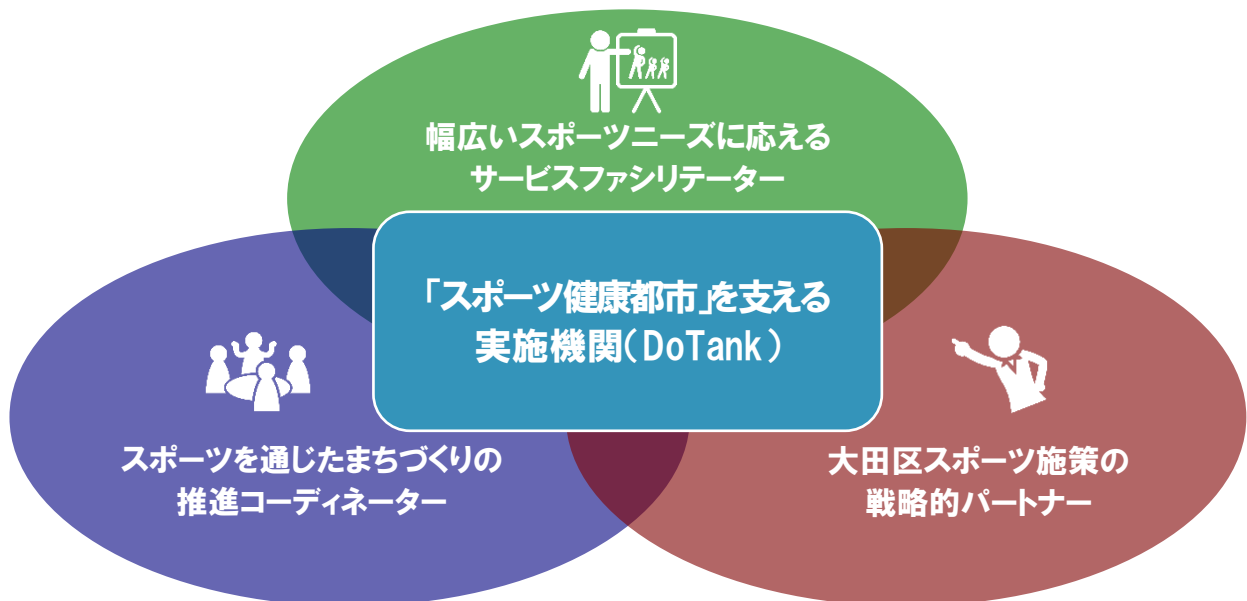 幅広いスポーツニーズに応える
サービスファシリテーター
「スポーツ健康都市」を支える
実施機関(DoTank)
スポーツを通じたまちづくりの
推進コーディネーター
大田区スポーツ施策の
戦略的パートナー